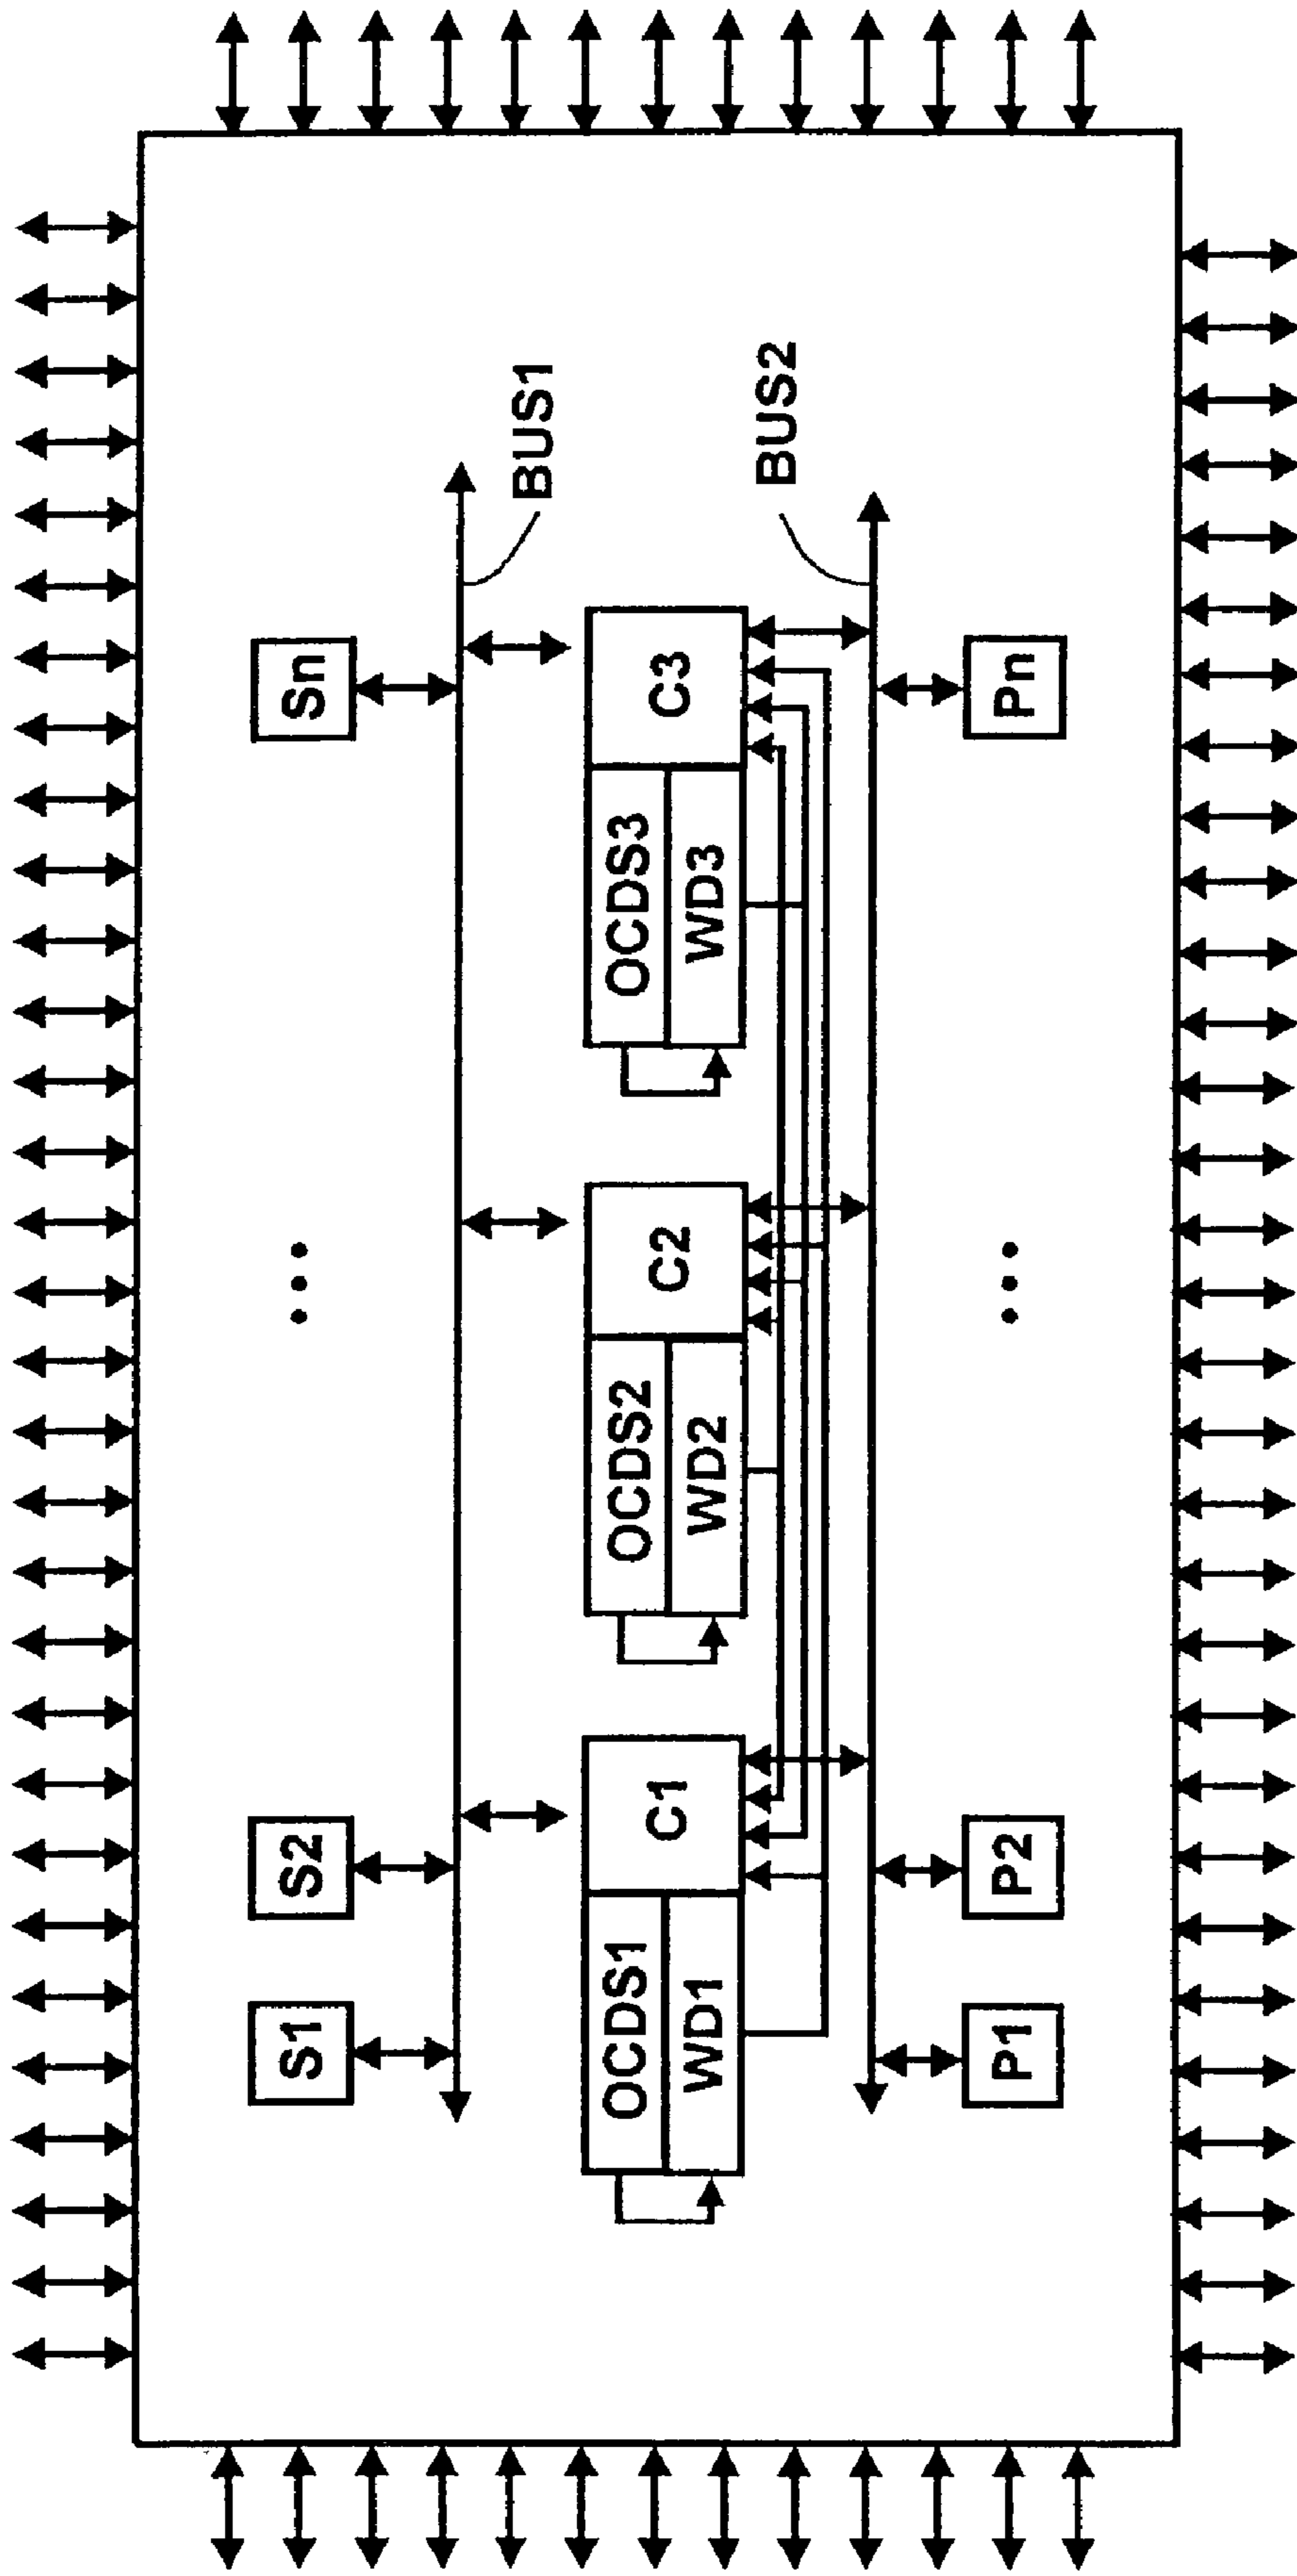 S1
S2
Sn
BUS1
OCDS1
WD1
C1
OCDS2
WD2
C2
OCDS3
WD3
C3
BUS2
P1
P2
Pn